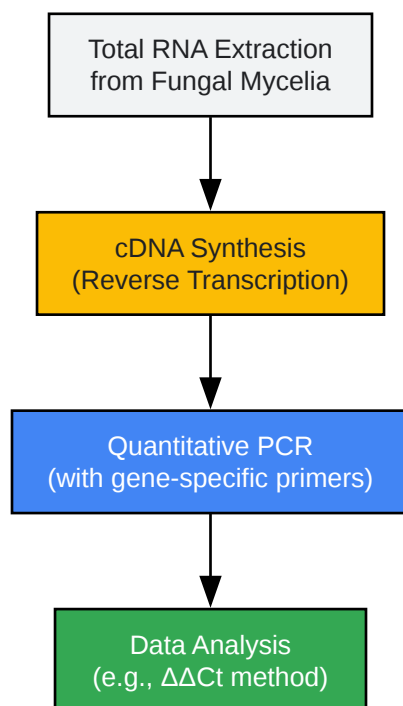 Total RNA Extraction
from Fungal Mycelia
cDNA Synthesis
(Reverse Transcription)
Quantitative PCR
(with gene-specific primers)
Data Analysis
(e.g., ΔΔCt method)